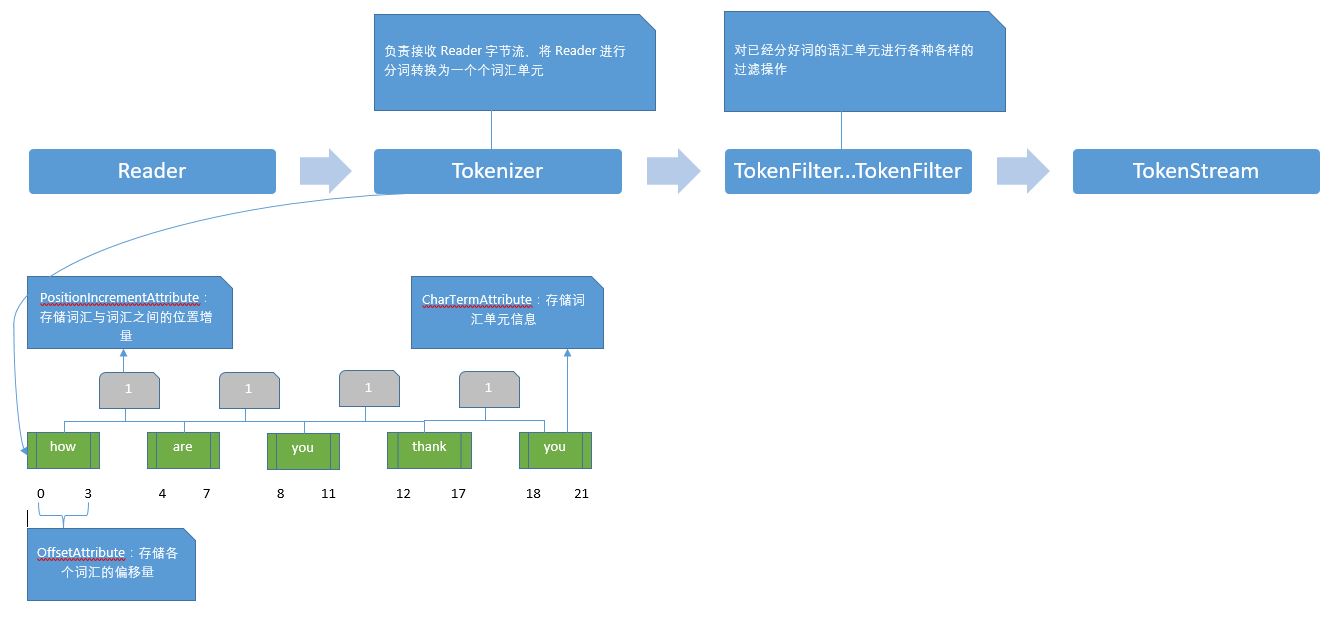 负责接收 Reader 字节流，将 Reader 进行
分词转换为一个个词汇单元
对已经分好词的语汇单元进行各种各样的
过滤操作
Reader
Tokenizer
TokenFilter...TokenFilter
TokenStream
PositionIncrementAttribute：
存储词汇与词汇之间的位置增
量
CharTermAttribute：存储词
汇单元信息
1
1
1
1
how
are
you
thank
you
0
3
4
7
8
11
12
17
18
21
OffsetAttribute：存储各
个词汇的偏移量